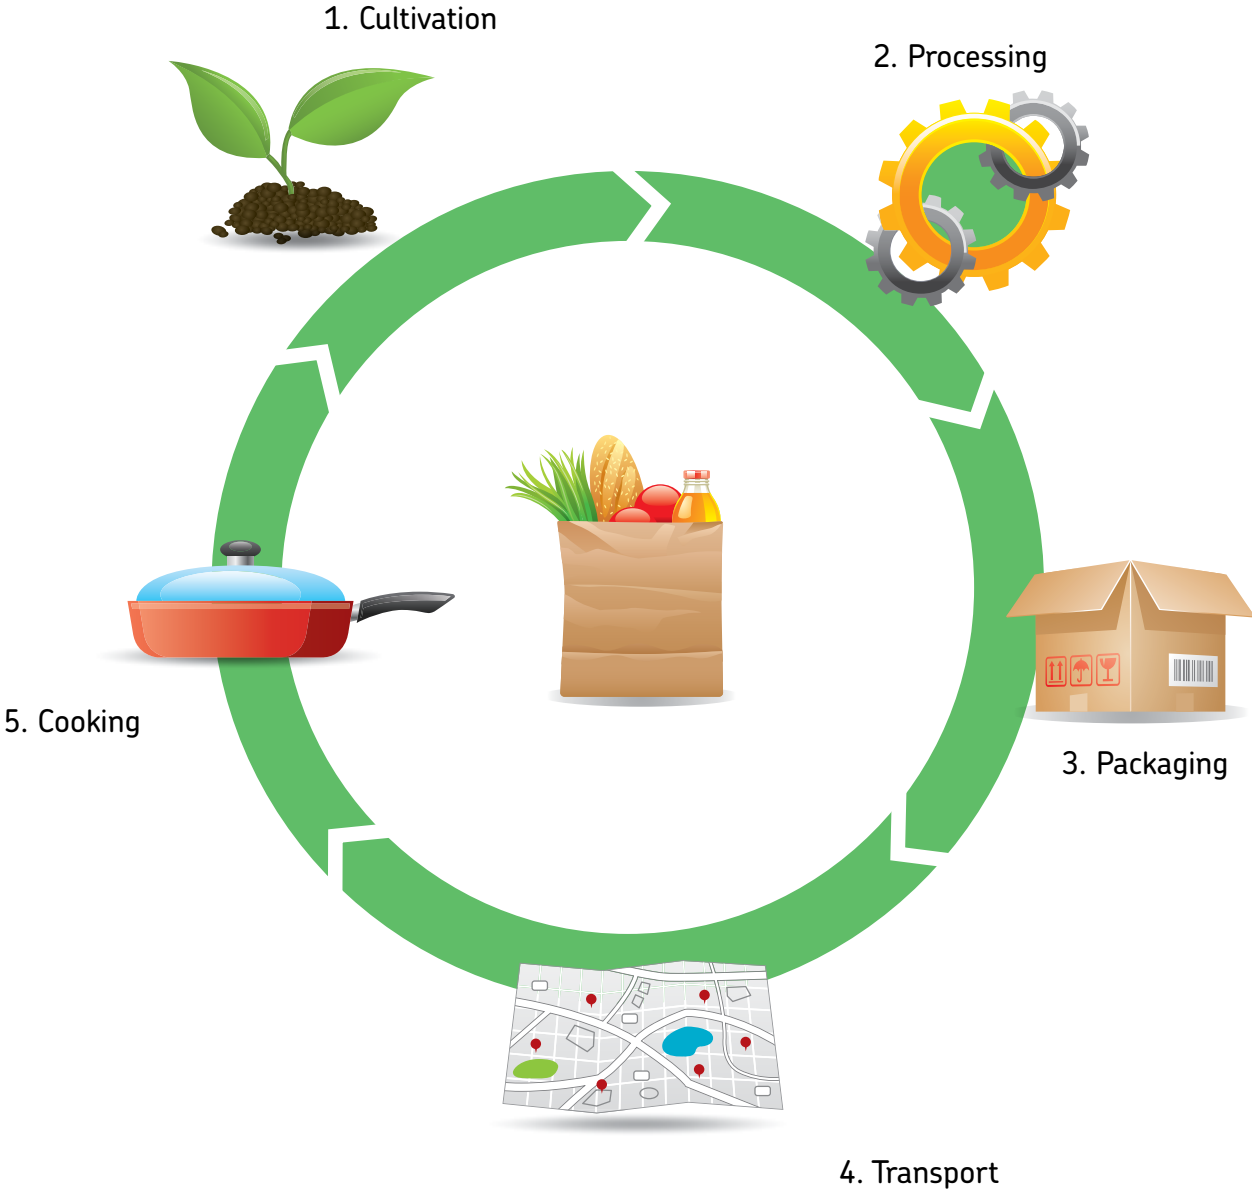 1. Cultivation
2. Processing
3. Packaging
4. Transport
5. Cooking